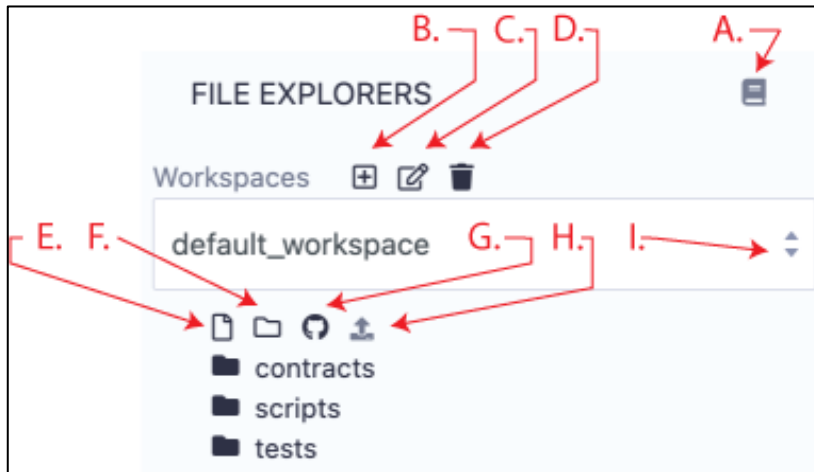 B. C. D. A.
FILE EXPLORERS
Workspaces
E. F. default_workspace G. H. I.
contracts
scripts
tests